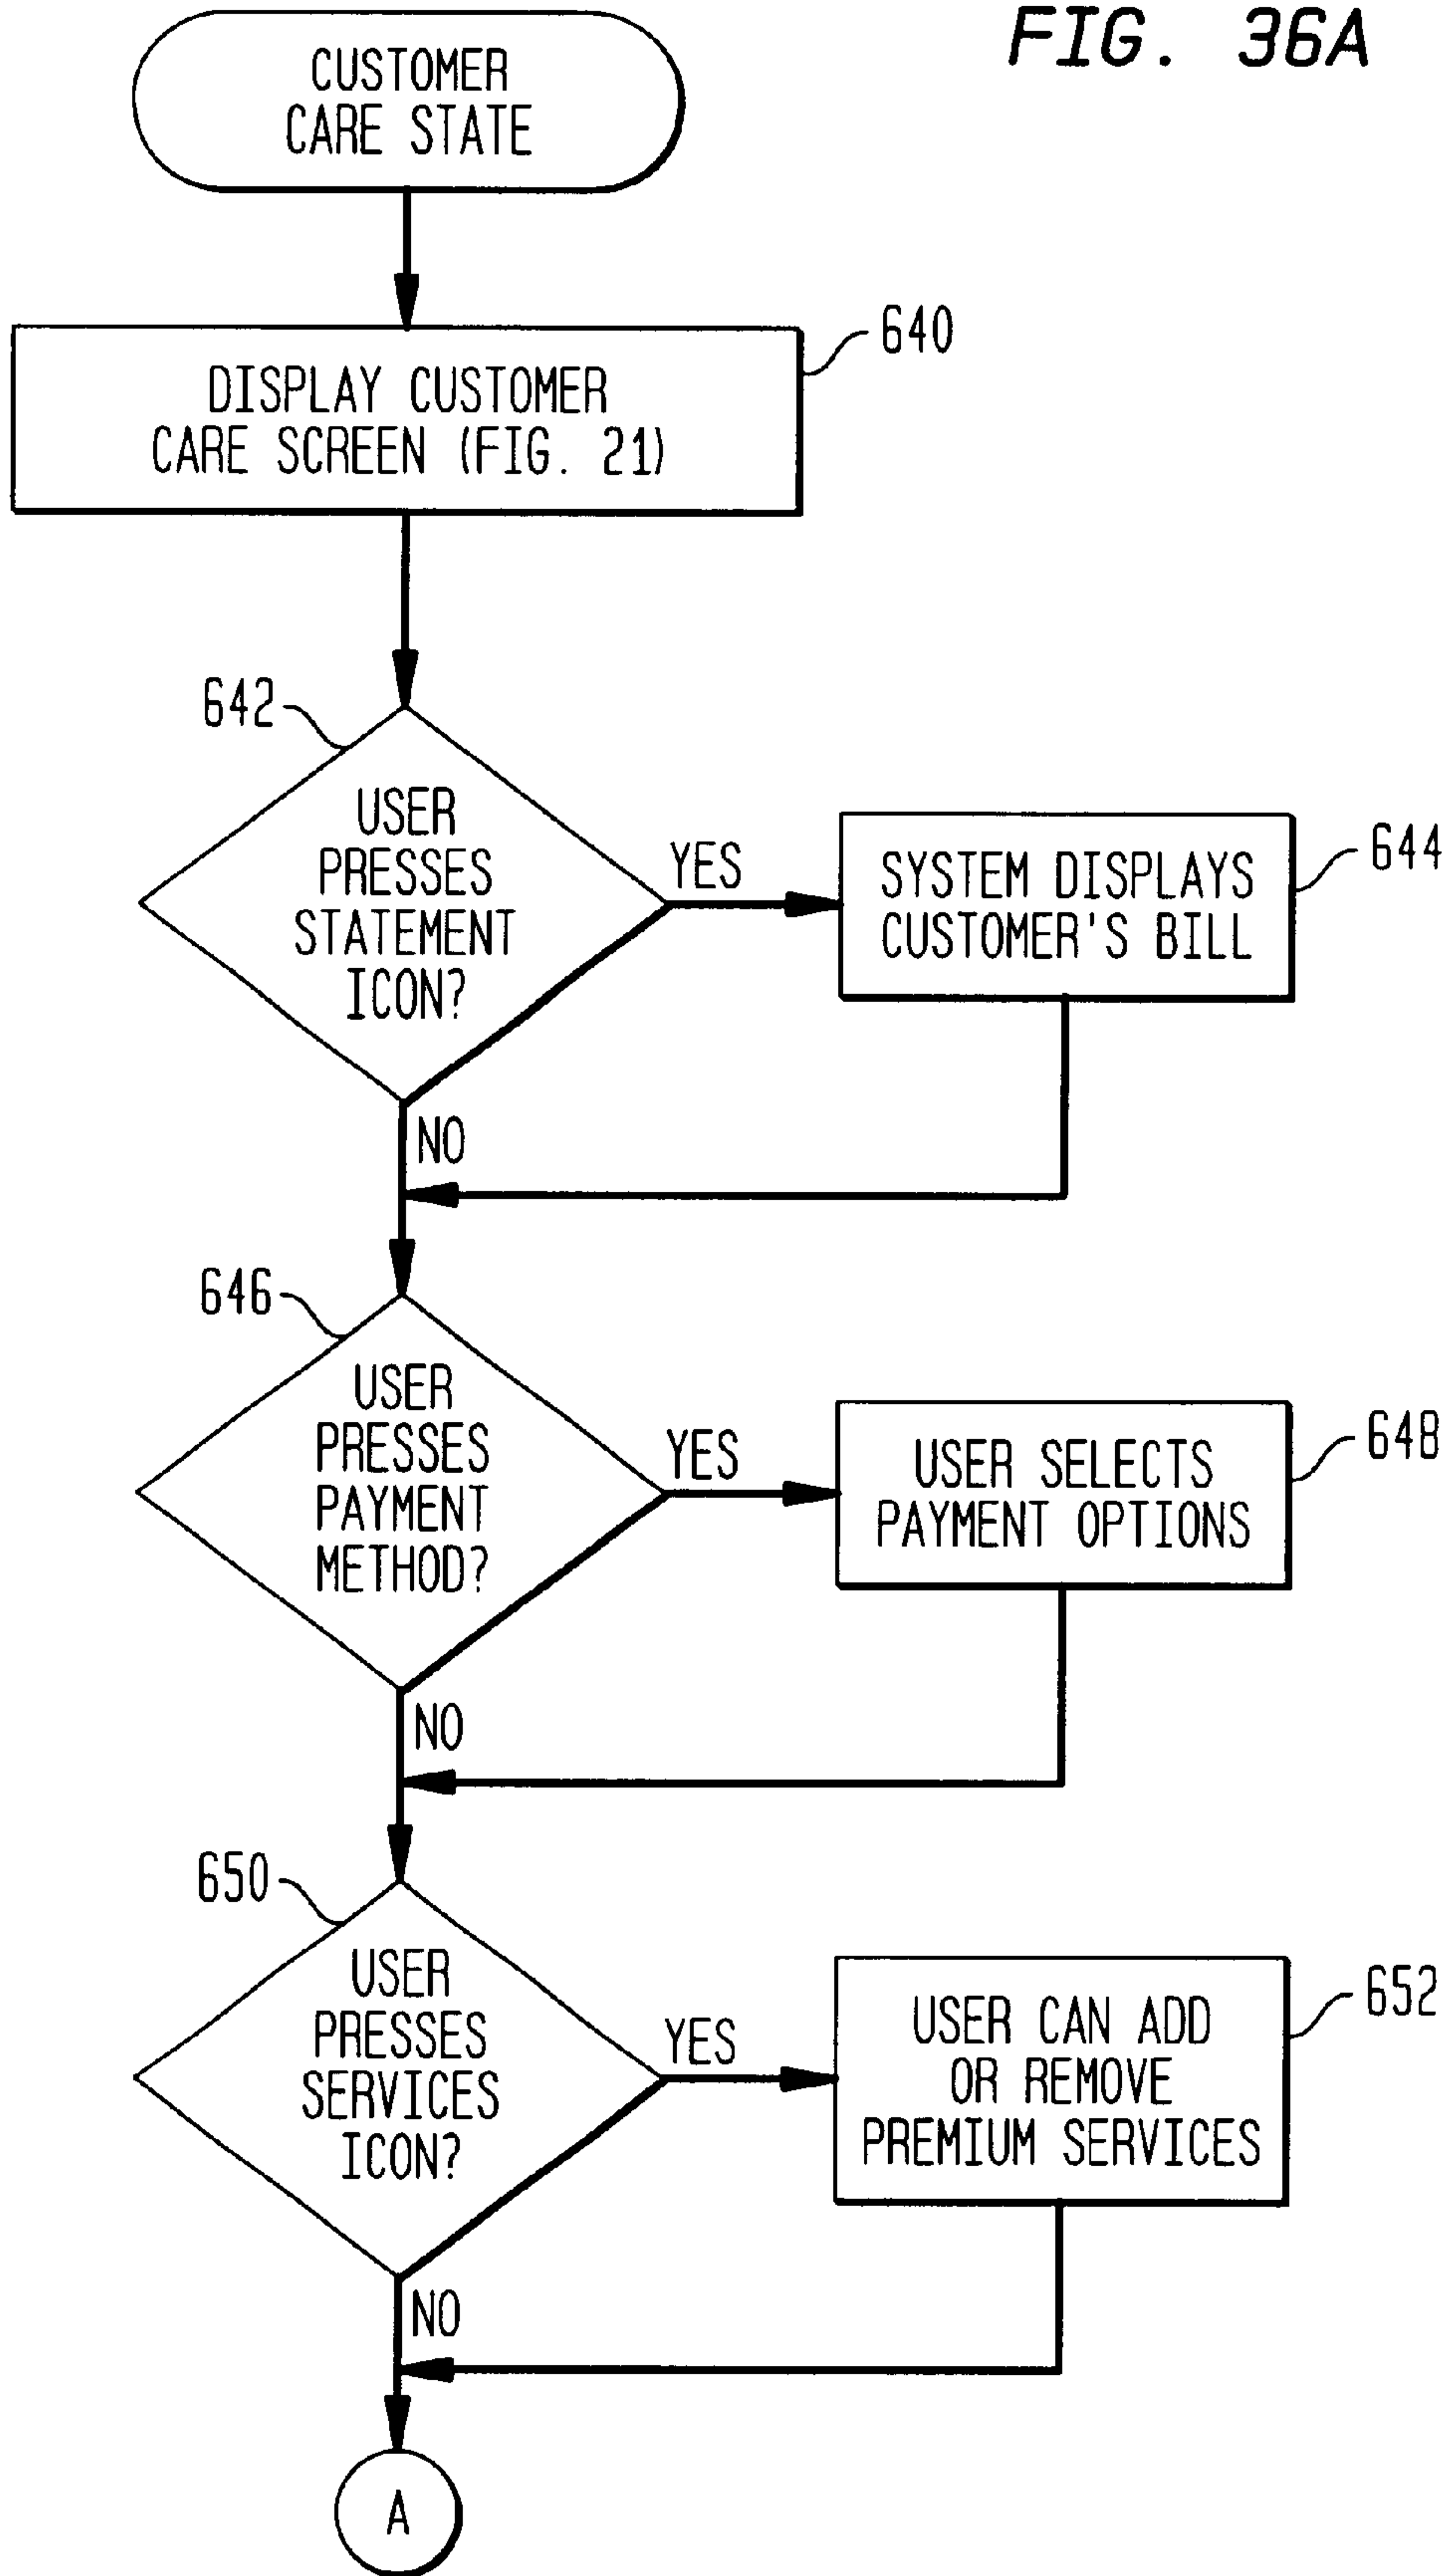 FIG. 36A
CUSTOMER
CARE STATE
640
DISPLAY CUSTOMER
CARE SCREEN (FIG. 21)
642
USER
PRESSES
STATEMENT
ICON?
YES
SYSTEM DISPLAYS
CUSTOMER'S BILL
644
NO
646
USER
PRESSES
PAYMENT
METHOD?
YES
USER SELECTS
PAYMENT OPTIONS
648
NO
650
USER
PRESSES
SERVICES
ICON?
YES
USER CAN ADD
OR REMOVE
PREMIUM SERVICES
652
NO
A